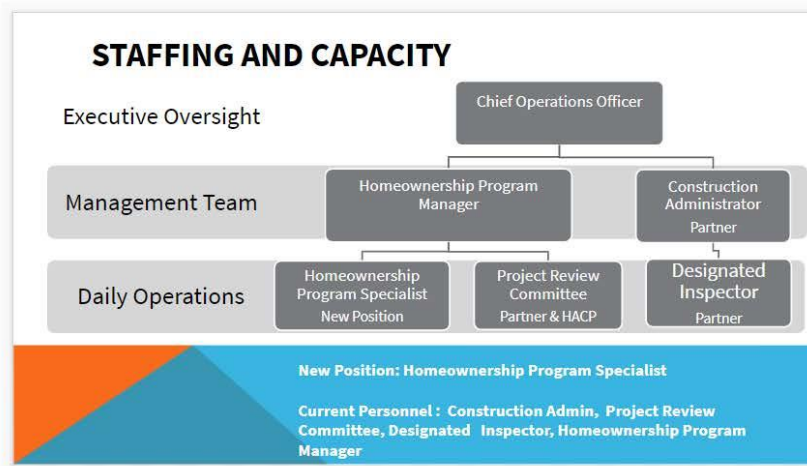 STAFFING AND CAPACITY
Executive Oversight
Chief Operations Officer
Management Team
Homeownership Program
Manager
Construction
Administrator
Partner
Daily Operations
Homeownership
Program Specialist
New Position
Project Review
Committee
Partner & HACP
Designated
Inspector
Partner
New Position: Homeownership Program Specialist
Current Personnel : Construction Admin, Project Review
Committee, Designated Inspector, Homeownership Program
Manager